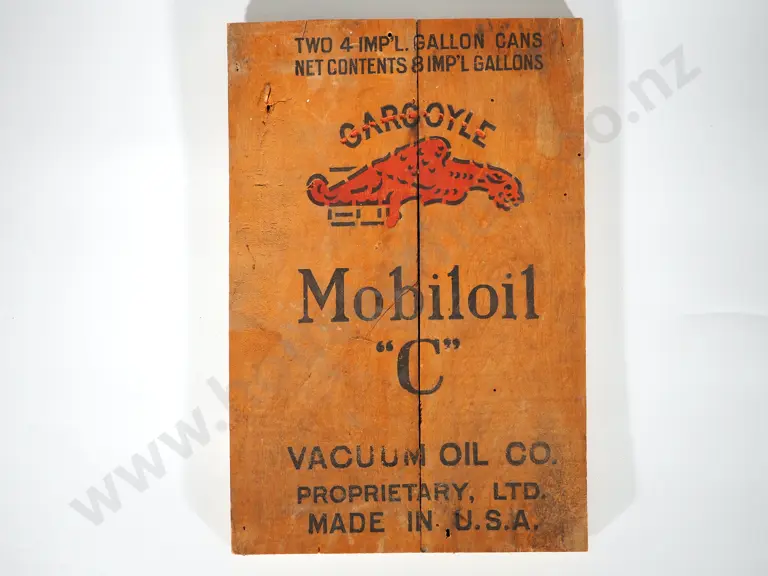 TWO 4 IMP'L. GALLON CANS
NET CONTENTS 8 IMP'L GALLONS
GARGOYLE
Mobiloil
"C"
VACUUM OIL CO.
PROPRIETARY, LTD.
MADE IN U.S.A.